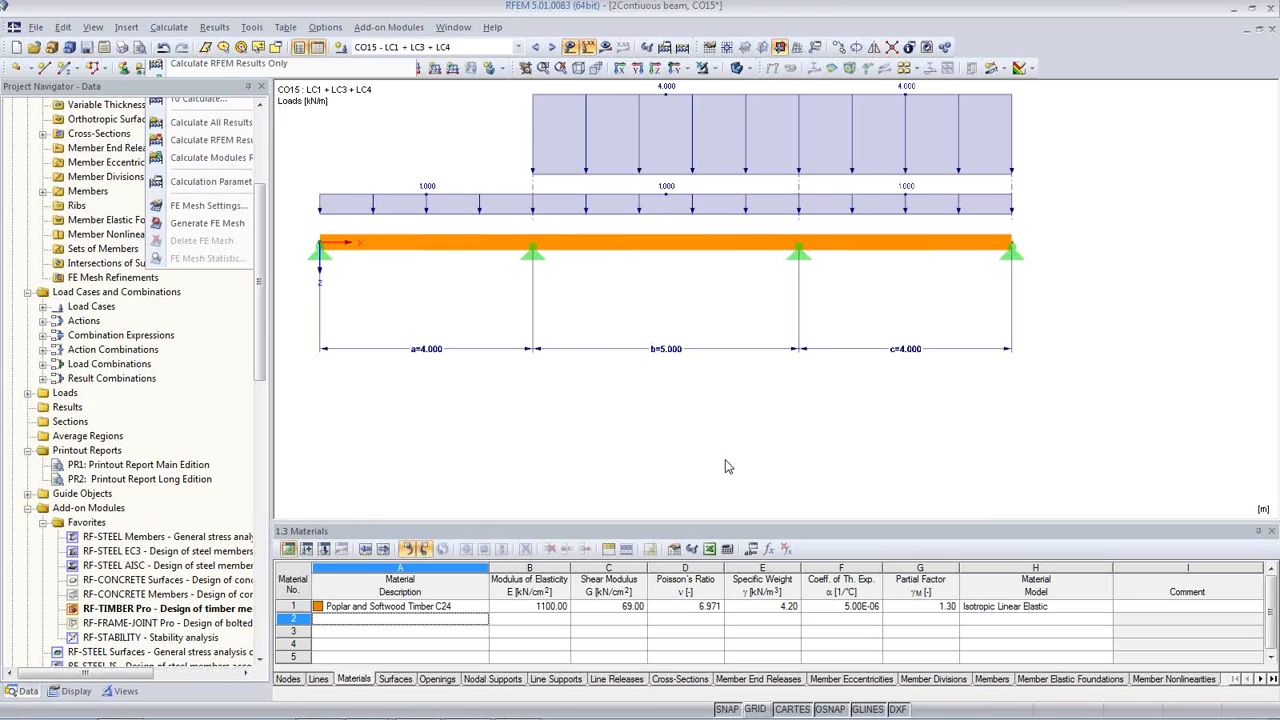 RFEM 5.01.0083 (64bit) - [2Contiuous beam, CO15*]
File Edit View Insert Calculate Results Tools Table Options Add-on Modules Window Help
CO15 - LC1 + LC3 + LC4
Calculate RFEM Results Only
Project Navigator - Data
To Calculate...
Calculate All Results
Calculate RFEM Resu
Calculate Modules R
Calculation Paramet
FE Mesh Settings...
Generate FE Mesh
Delete FE Mesh
FE Mesh Statistic...
Variable Thickness
Orthotropic Surfac
Cross-Sections
Member End Relea
Member Eccentric
Member Divisions
Members
Ribs
Member Elastic Fo
Member Nonlinear
Sets of Members
Intersections of Su
FE Mesh Refinements
Load Cases and Combinations
Load Cases
Actions
Combination Expressions
Action Combinations
Load Combinations
Result Combinations
Loads
Results
Sections
Average Regions
Printout Reports
PR1: Printout Report Main Edition
PR2: Printout Report Long Edition
Guide Objects
Add-on Modules
Favorites
RF-STEEL Members - General stress analy
RF-STEEL EC3 - Design of steel members
RF-STEEL AISC - Design of steel member
RF-CONCRETE Surfaces - Design of conc
RF-CONCRETE Members - Design of con
RF-TIMBER Pro - Design of timber me
RF-FRAME-JOINT Pro - Design of bolted
RF-STABILITY - Stability analysis
RF-STEEL Surfaces - General stress analysis o
Data Display Views
CO15 : LC1 + LC3 + LC4
Loads [kN/m]
4.000 4.000
1.000 1.000 1.000
x
z
a=4.000 b=5.000 c=4.000
[m]
1.3 Materials
A B C D E F G H I
Material No. Material Description Modulus of Elasticity E [kN/cm²] Shear Modulus G [kN/cm²] Poisson's Ratio ν [-] Specific Weight γ [kN/m³] Coeff. of Th. Exp. α [1/°C] Partial Factor γM [-] Material Model Comment
1 Poplar and Softwood Timber C24 1100.00 69.00 6.971 4.20 5.00E-06 1.30 Isotropic Linear Elastic
2
3
4
5
Nodes Lines Materials Surfaces Openings Nodal Supports Line Supports Line Releases Cross-Sections Member End Releases Member Eccentricities Member Divisions Members Member Elastic Foundations Member Nonlinearities
SNAP GRID CARTES OSNAP GLINES DXF